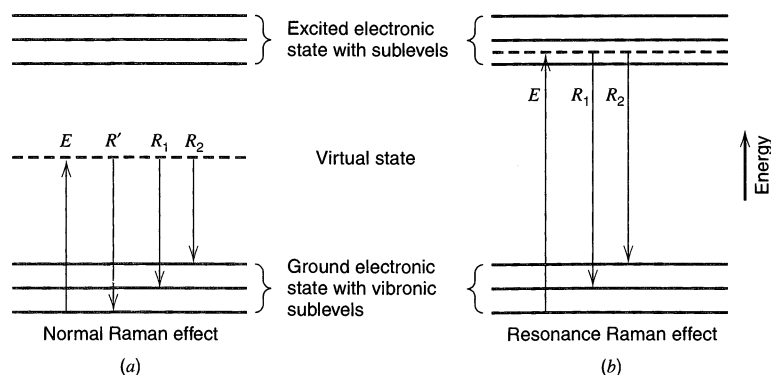 Excited electronic
state with sublevels
E R′ R₁ R₂
E R₁ R₂
Virtual state
Energy
Ground electronic
state with vibronic
sublevels
Normal Raman effect
Resonance Raman effect
(a)
(b)